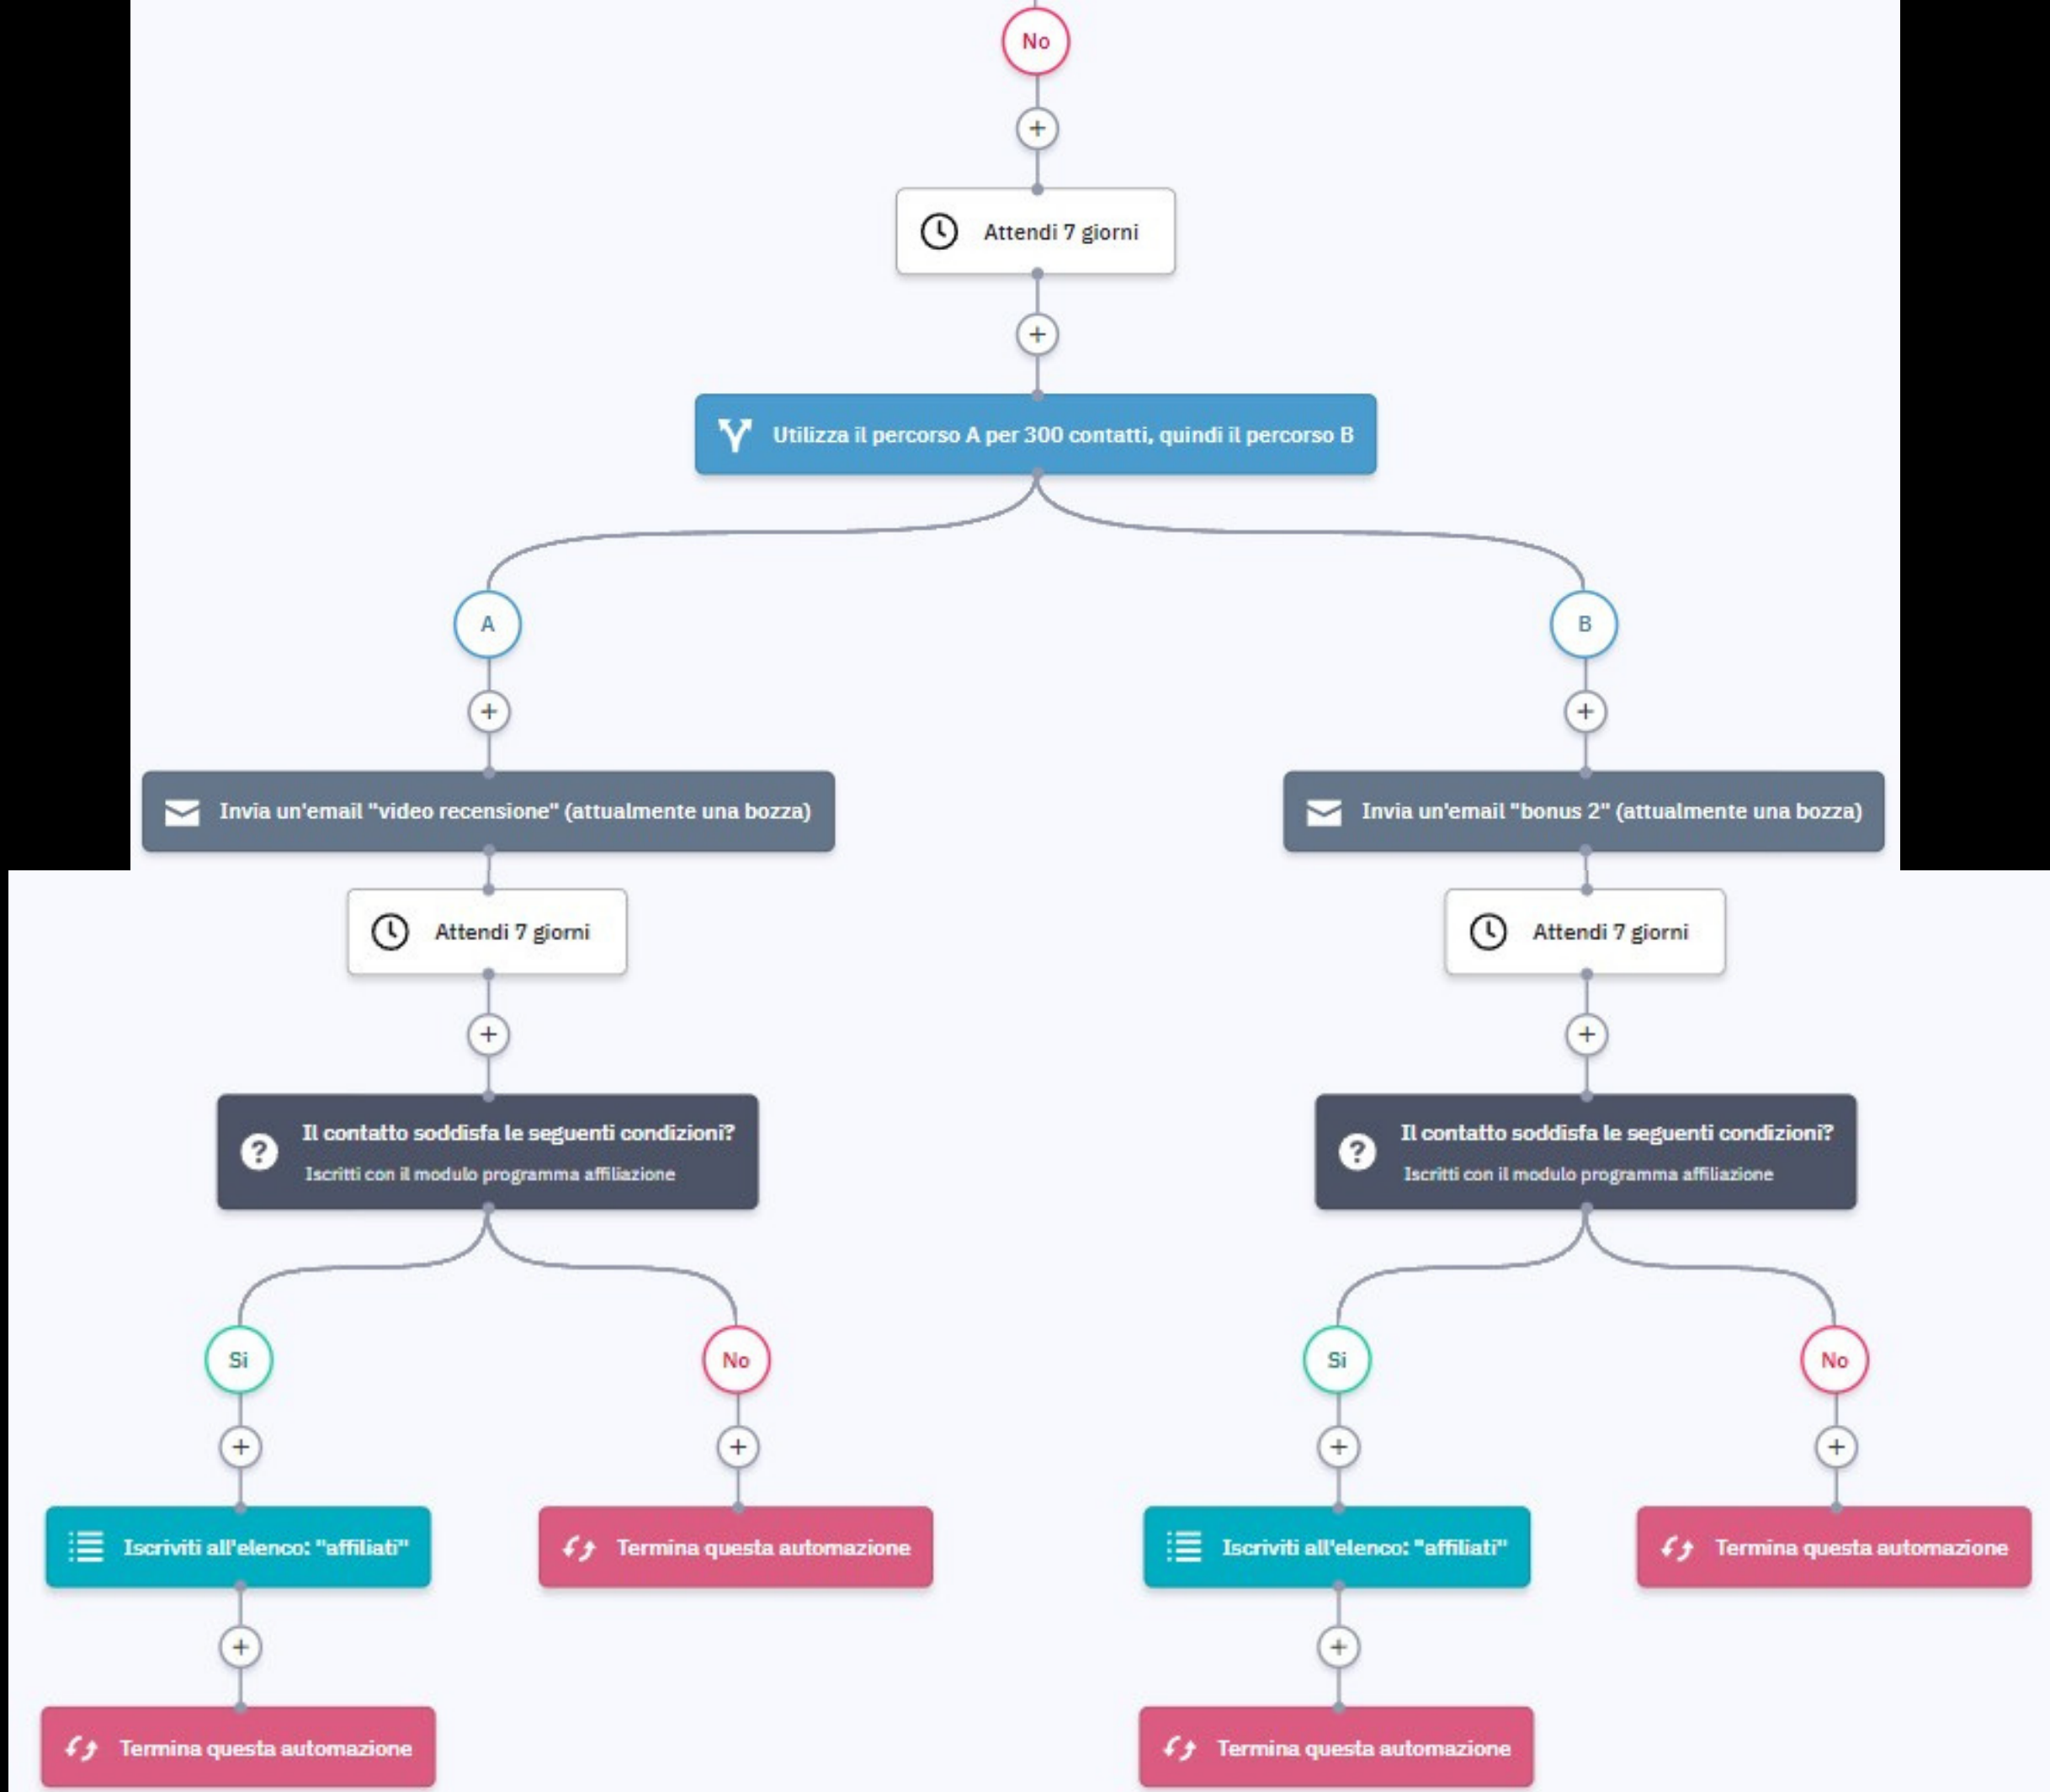 No
Attendi 7 giorni
Utilizza il percorso A per 300 contatti, quindi il percorso B
A
B
Invia un'email "video recensione" (attualmente una bozza)
Invia un'email "bonus 2" (attualmente una bozza)
Attendi 7 giorni
Attendi 7 giorni
Il contatto soddisfa le seguenti condizioni?
Iscritti con il modulo programma affiliazione
Il contatto soddisfa le seguenti condizioni?
Iscritti con il modulo programma affiliazione
Si
No
Si
No
Iscriviti all'elenco: "affiliati"
Termina questa automazione
Iscriviti all'elenco: "affiliati"
Termina questa automazione
Termina questa automazione
Termina questa automazione